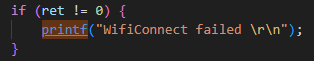 if (ret != 0) {
printf("WifiConnect failed \r\n");
}